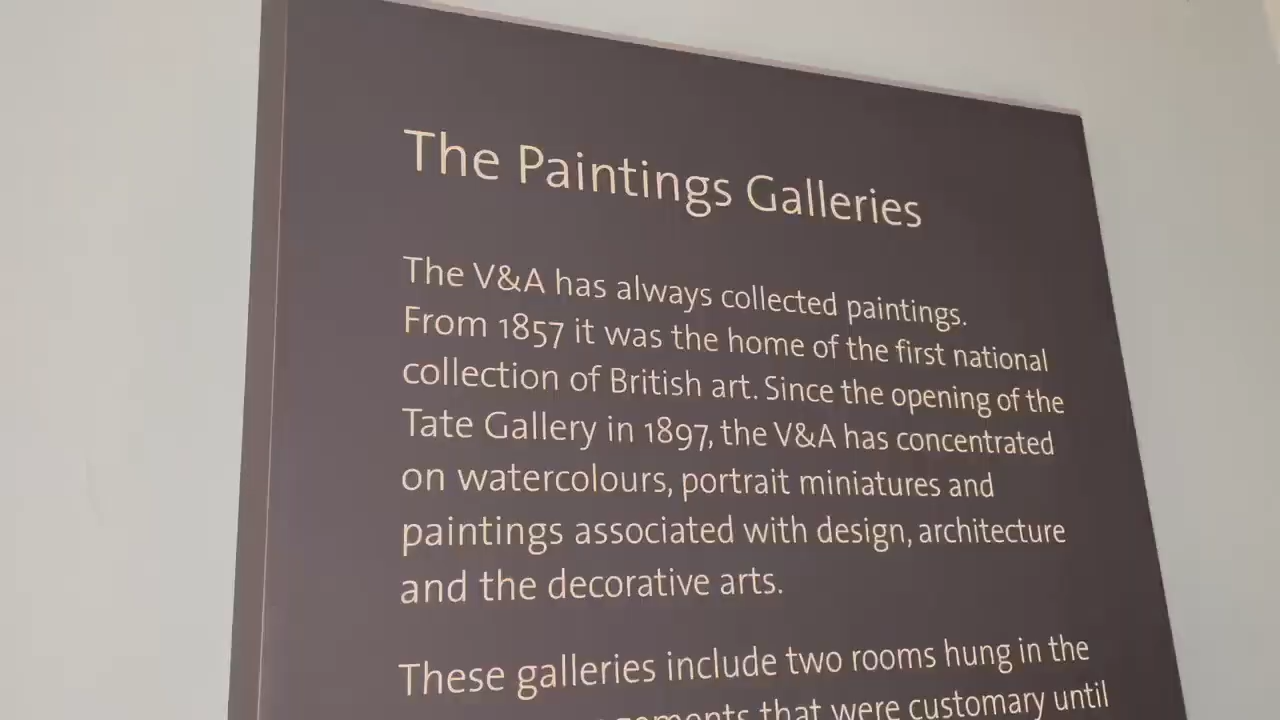 The Paintings Galleries
The V&A has always collected paintings.
From 1857 it was the home of the first national
collection of British art. Since the opening of the
Tate Gallery in 1897, the V&A has concentrated
on watercolours, portrait miniatures and
paintings associated with design, architecture
and the decorative arts.
These galleries include two rooms hung in the
that were customary until